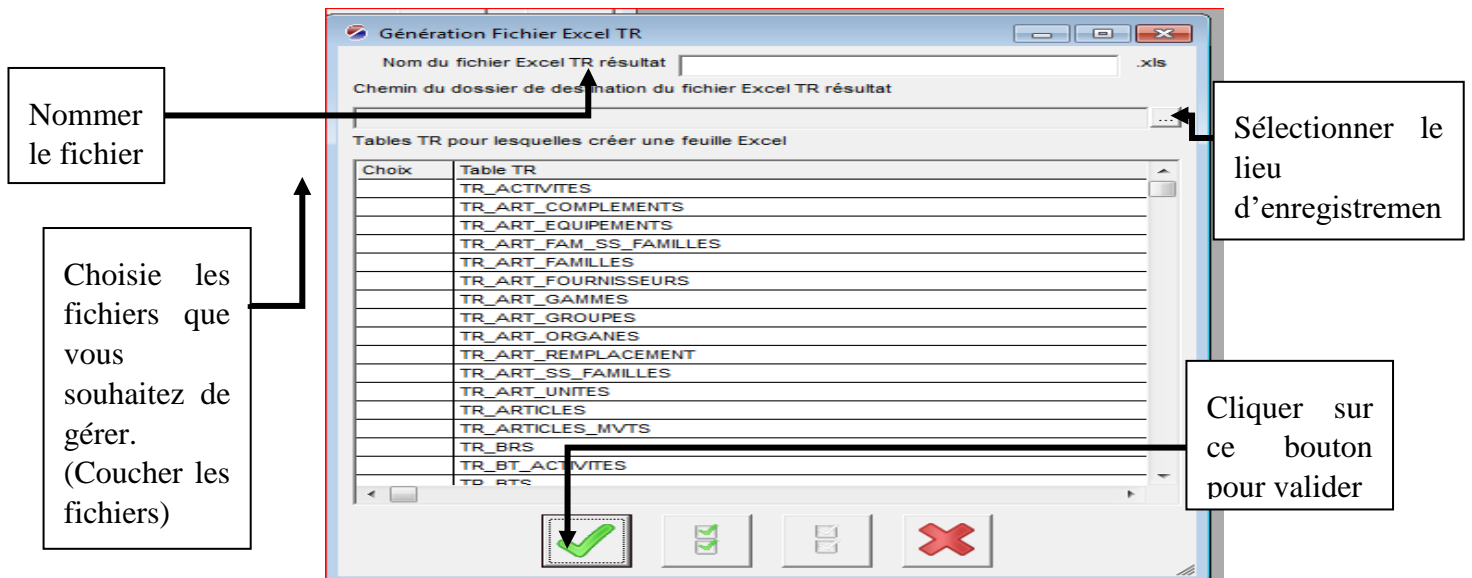 Génération Fichier Excel TR
Nom du fichier Excel TR résultat
.xls
Chemin du dossier de destination du fichier Excel TR résultat
...
Tables TR pour lesquelles créer une feuille Excel
Choix Table TR
TR_ACTIVITES
TR_ART_COMPLEMENTS
TR_ART_EQUIPEMENTS
TR_ART_FAM_SS_FAMILLES
TR_ART_FAMILLES
TR_ART_FOURNISSEURS
TR_ART_GAMMES
TR_ART_GROUPES
TR_ART_ORGANES
TR_ART_REMPLACEMENT
TR_ART_SS_FAMILLES
TR_ART_UNITES
TR_ARTICLES
TR_ARTICLES_MVTS
TR_BRS
TR_BT_ACTIVITES
TR_BTS
Nommer
le fichier
Choisie les
fichiers que
vous
souhaitez de
gérer.
(Coucher les
fichiers)
Sélectionner le
lieu
d’enregistremen
Cliquer sur
ce bouton
pour valider